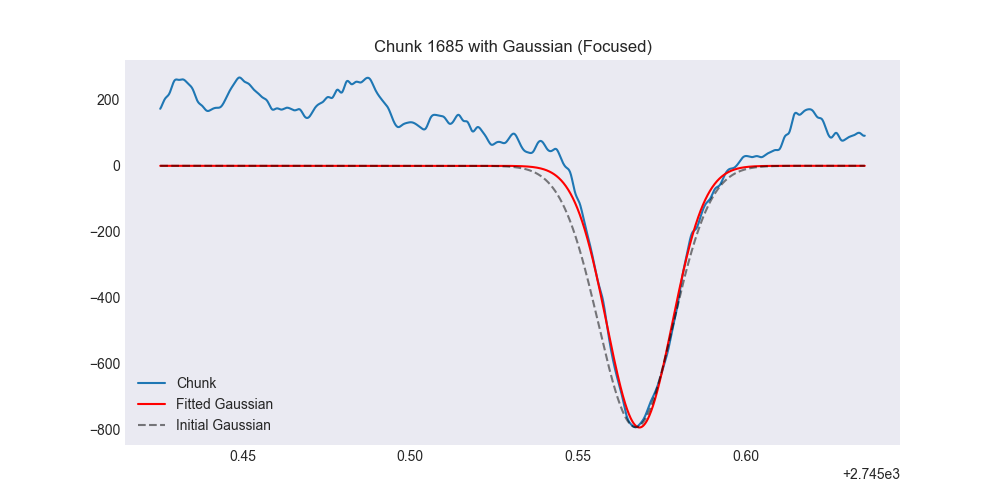 Chunk 1685 with Gaussian (Focused)
200
0
−200
−400
−600
−800
Chunk
Fitted Gaussian
Initial Gaussian
0.45 0.50 0.55 0.60
+2.745e3